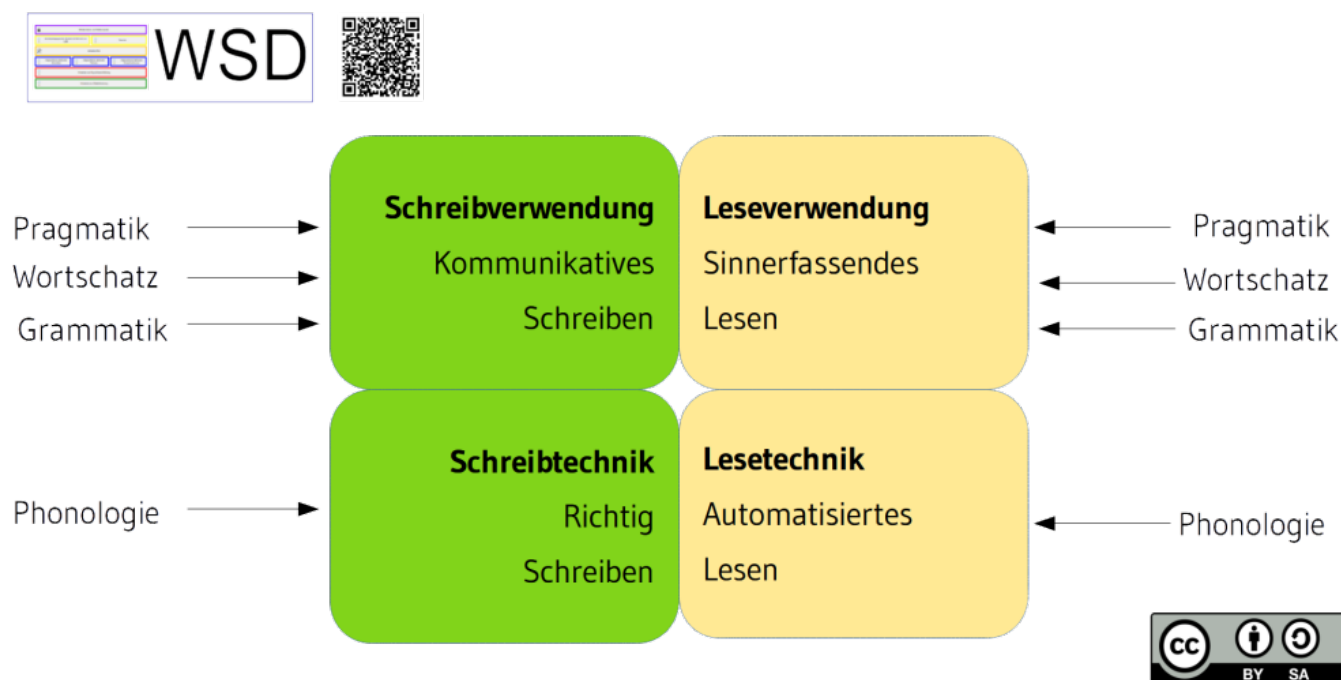 WSD
Schreibverwendung
Kommunikatives
Schreiben
Leseverwendung
Sinnerfassendes
Lesen
Pragmatik
Wortschatz
Grammatik
Pragmatik
Wortschatz
Grammatik
Schreibtechnik
Richtig
Schreiben
Lesetechnik
Automatisiertes
Lesen
Phonologie
Phonologie
cc
BY SA